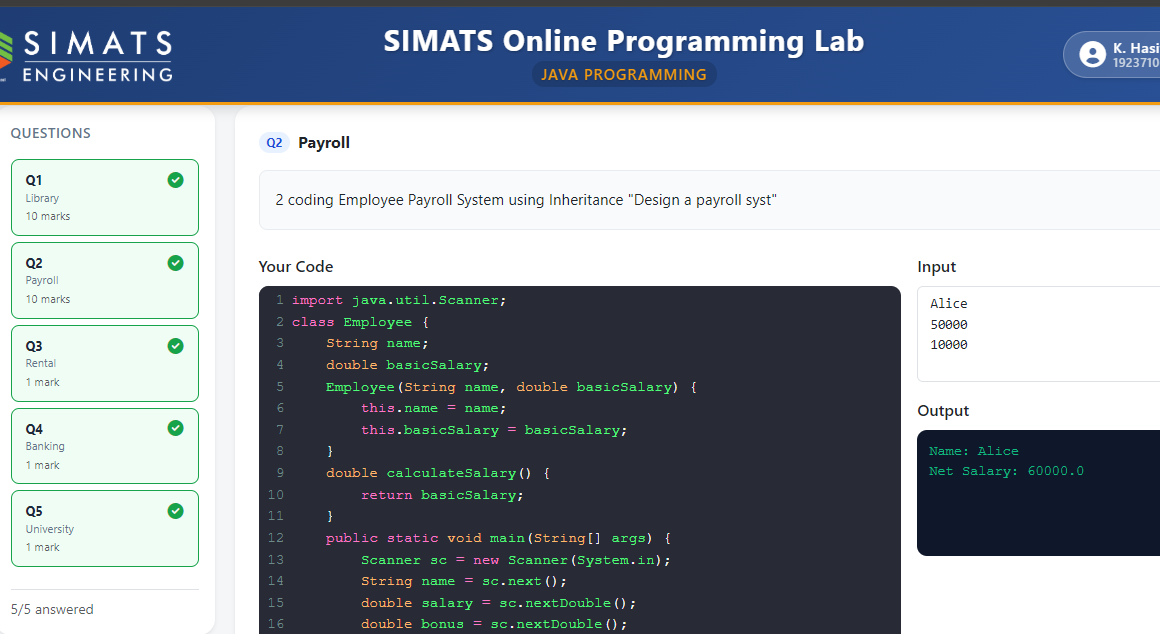 SIMATS
ENGINEERING
SIMATS Online Programming Lab
JAVA PROGRAMMING
K. Hasi
1923710
QUESTIONS
Q1
Library
10 marks
Q2
Payroll
10 marks
Q3
Rental
1 mark
Q4
Banking
1 mark
Q5
University
1 mark
5/5 answered
Q2 Payroll
2 coding Employee Payroll System using Inheritance "Design a payroll syst"
Your Code
1 import java.util.Scanner;
2 class Employee {
3     String name;
4     double basicSalary;
5     Employee(String name, double basicSalary) {
6         this.name = name;
7         this.basicSalary = basicSalary;
8     }
9     double calculateSalary() {
10         return basicSalary;
11     }
12     public static void main(String[] args) {
13         Scanner sc = new Scanner(System.in);
14         String name = sc.next();
15         double salary = sc.nextDouble();
16         double bonus = sc.nextDouble();
Input
Alice
50000
10000
Output
Name: Alice
Net Salary: 60000.0